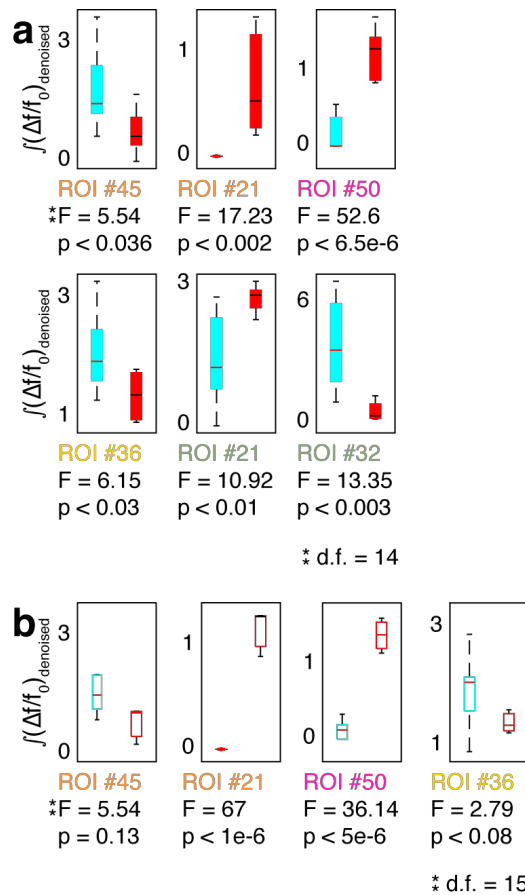 a
∫(Δf/f₀)denoised
3
0
1
0
1
0
ROI #45 ROI #21 ROI #50
⁑F = 5.54 F = 17.23 F = 52.6
p < 0.036 p < 0.002 p < 6.5e-6
∫(Δf/f₀)denoised
3
1
3
0
6
0
ROI #36 ROI #21 ROI #32
F = 6.15 F = 10.92 F = 13.35
p < 0.03 p < 0.01 p < 0.003
⁑ d.f. = 14
b
∫(Δf/f₀)denoised
3
0
1
0
1
0
3
1
ROI #45 ROI #21 ROI #50 ROI #36
⁑F = 5.54 F = 67 F = 36.14 F = 2.79
p = 0.13 p < 1e-6 p < 5e-6 p < 0.08
⁑ d.f. = 15